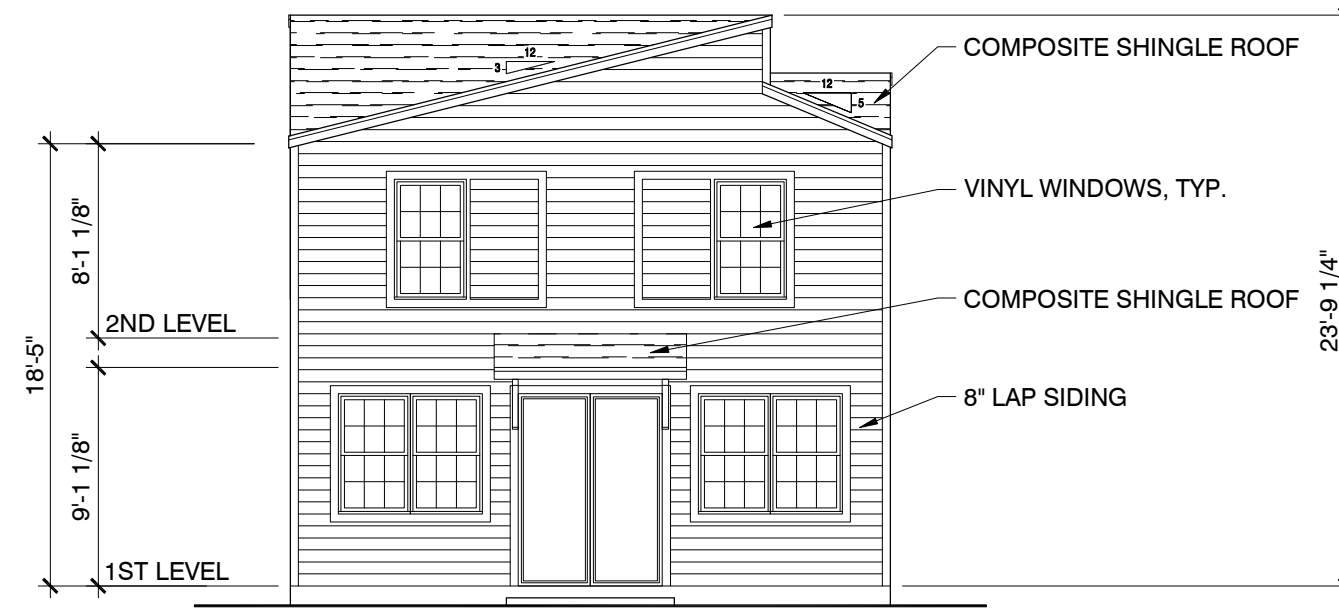 COMPOSITE SHINGLE ROOF
12
3
12
5
VINYL WINDOWS, TYP.
8'-1 1/8"
COMPOSITE SHINGLE ROOF
2ND LEVEL
23'-9 1/4"
18'-5"
8" LAP SIDING
9'-1 1/8"
1ST LEVEL